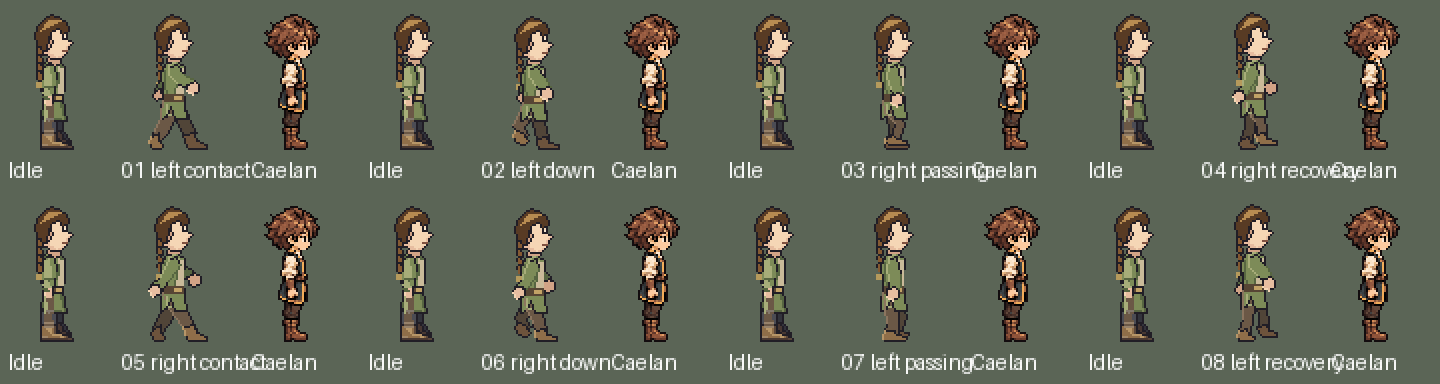 Idle 01 left contact Caelan Idle 02 left down Caelan Idle 03 right passing Caelan Idle 04 right recovery Caelan
Idle 05 right contact Caelan Idle 06 right down Caelan Idle 07 left passing Caelan Idle 08 left recovery Caelan